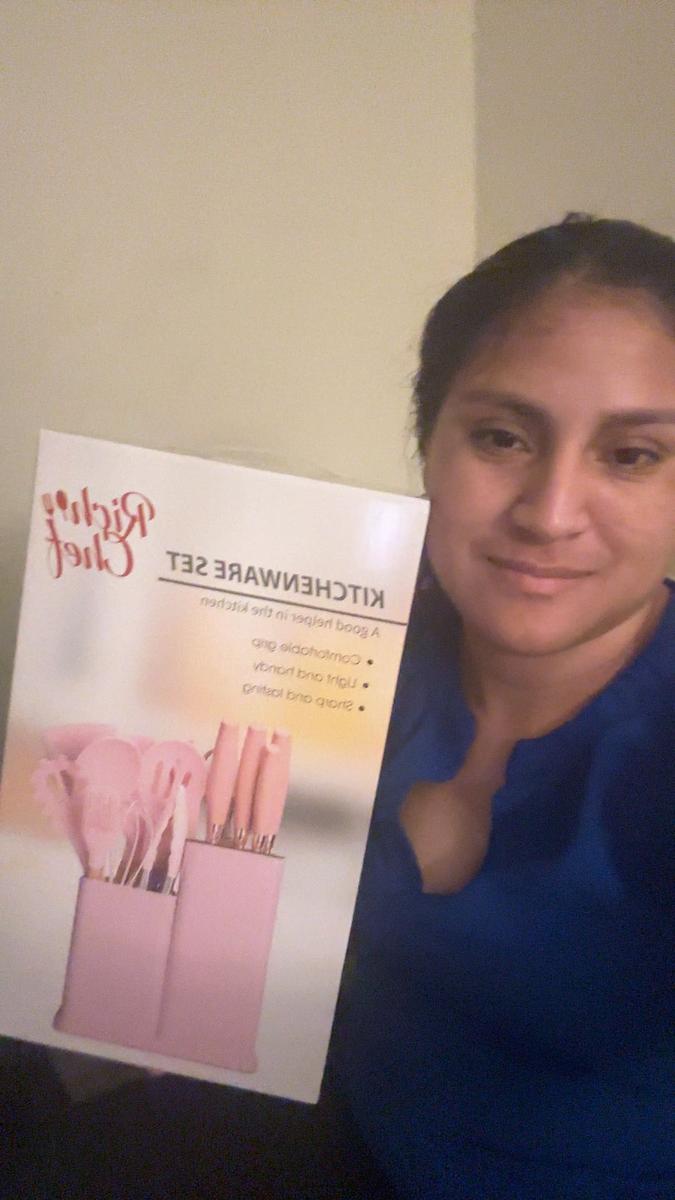 Rich
Chef
KITCHENWARE SET
A good helper in the kitchen
• Comfortable grip
• Light and handy
• Sharp and lasting